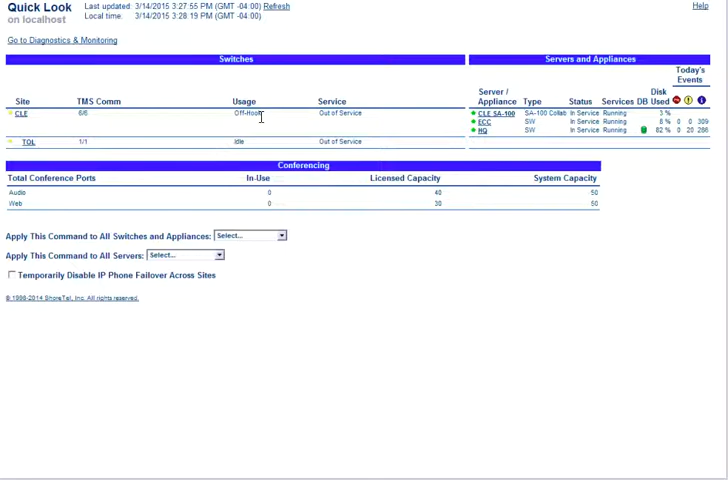 Quick Look
on localhost
Last updated: 3/14/2015 3:27:55 PM (GMT -04:00) Refresh
Local time: 3/14/2015 3:28:19 PM (GMT -04:00)
Help
Go to Diagnostics & Monitoring
Switches
Site TMS Comm Usage Service
CLE 6/6 Off-Hook Out of Service
TOL 1/1 Idle Out of Service
Servers and Appliances
Today's Events
Server / Appliance Type Status Services DB Disk Used
CLE SA-100 SA-100 Collab In Service Running 3 %
ECC SW In Service Running 8 % 0 0 309
HQ SW In Service Running 82 % 0 20 286
Conferencing
Total Conference Ports In-Use Licensed Capacity System Capacity
Audio 0 40 50
Web 0 30 50
Apply This Command to All Switches and Appliances: Select...
Apply This Command to All Servers: Select...
Temporarily Disable IP Phone Failover Across Sites
© 1998-2014 ShoreTel, Inc. All rights reserved.